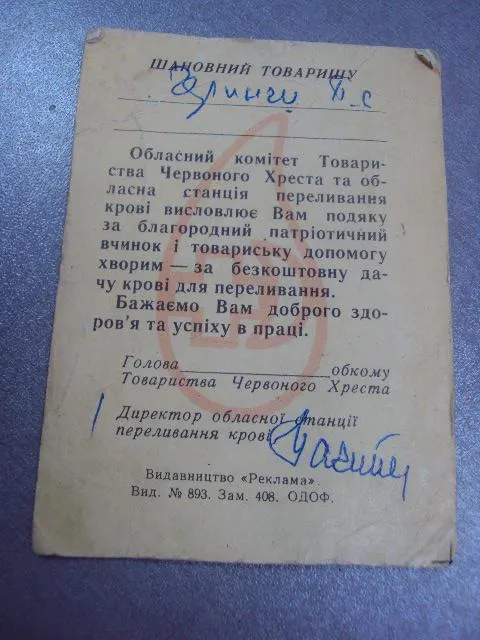 ШАНОВНИЙ ТОВАРИШУ
П. С
Обласний комітет Товари-
ства Червоного Хреста та об-
ласна станція переливання
крові висловлює Вам подяку
за благородний патріотичний
вчинок і товариську допомогу
хворим — за безкоштовну да-
чу крові для переливання.
Бажаємо Вам доброго здо-
ров'я та успіху в праці.
Голова обкому
Товариства Червоного Хреста
Директор обласної станції
переливання крові
Видавництво «Реклама».
Вид. № 893. Зам. 408. ОДОФ.